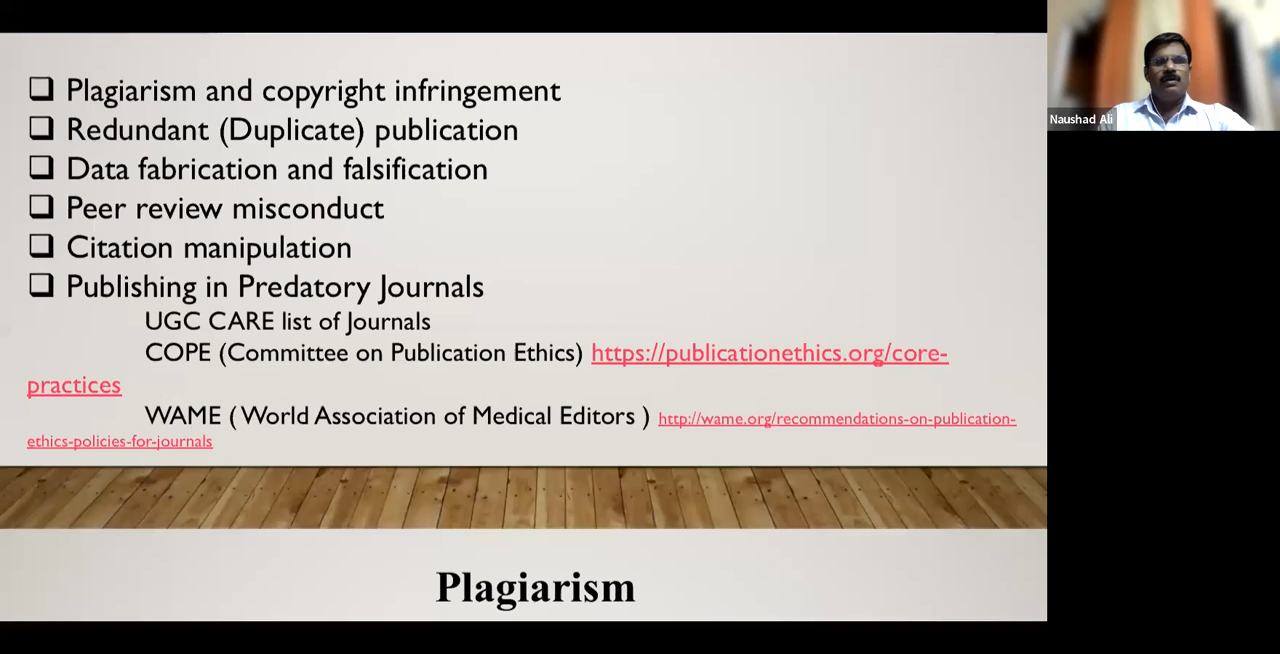 ❑ Plagiarism and copyright infringement
❑ Redundant (Duplicate) publication
❑ Data fabrication and falsification
❑ Peer review misconduct
❑ Citation manipulation
❑ Publishing in Predatory Journals
UGC CARE list of Journals
COPE (Committee on Publication Ethics) https://publicationethics.org/core-
practices
WAME ( World Association of Medical Editors ) http://wame.org/recommendations-on-publication-
ethics-policies-for-journals
Plagiarism
Naushad Ali